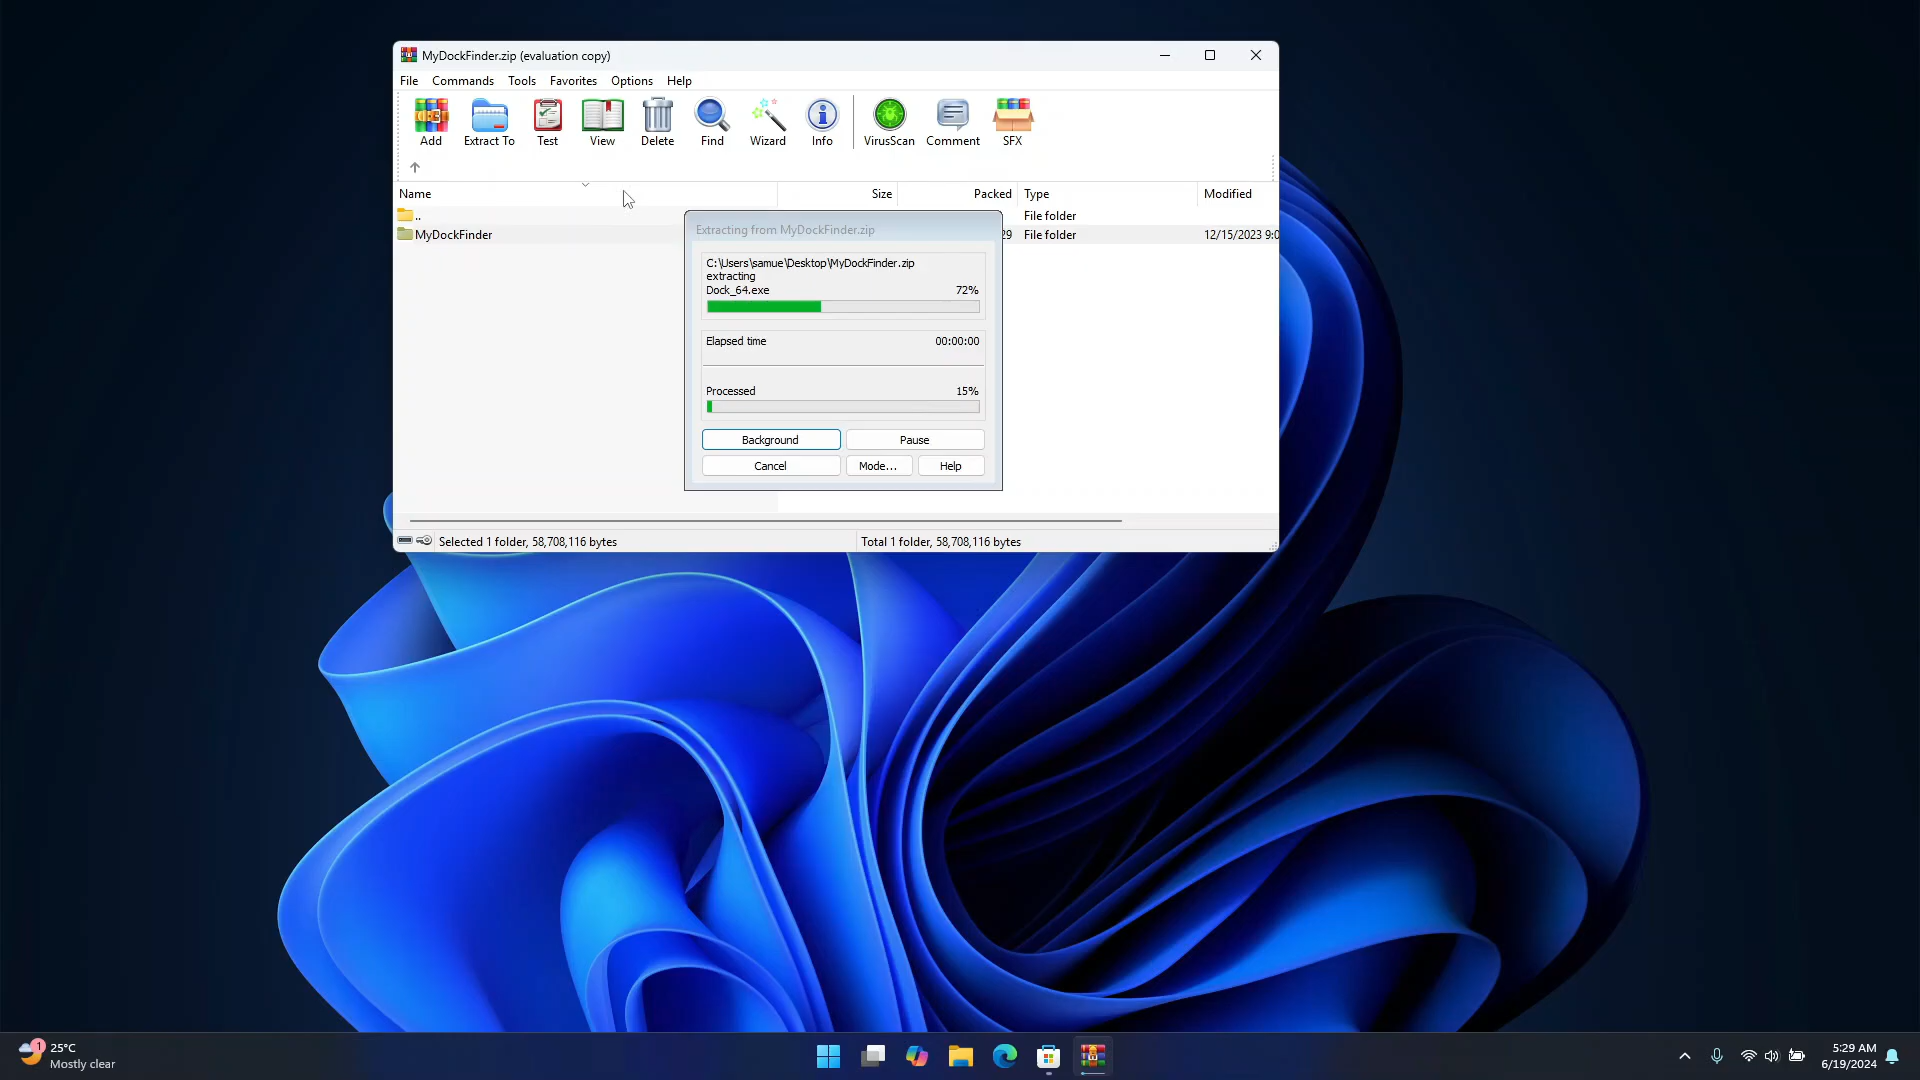 MyDockFinder.zip (evaluation copy)
File Commands Tools Favorites Options Help
Add Extract To Test View Delete Find Wizard Info VirusScan Comment SFX
Name Size Packed Type Modified
.. File folder
MyDockFinder 29 File folder 12/15/2023 9:0
Extracting from MyDockFinder.zip
C:\Users\samue\Desktop\MyDockFinder.zip
extracting
Dock_64.exe 72%
Elapsed time 00:00:00
Processed 15%
Background Pause
Cancel Mode... Help
Selected 1 folder, 58,708,116 bytes Total 1 folder, 58,708,116 bytes
1 25°C
Mostly clear
5:29 AM
6/19/2024